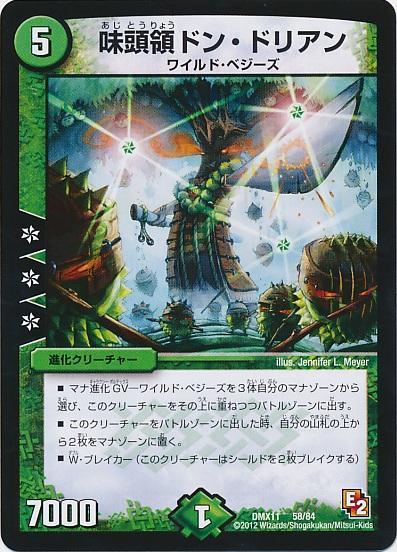 5
あじとうりょう
味頭領ドン・ドリアン
ワイルド・ベジーズ
進化クリーチャー
illus. Jennifer L. Meyer
■ マナ進化GV－ワイルド・ベジーズを3体自分のマナゾーンから
選び、このクリーチャーをその上に重ねつつバトルゾーンに出す。
■ このクリーチャーをバトルゾーンに出した時、自分の山札の上か
ら2枚をマナゾーンに置く。
■ W・ブレイカー (このクリーチャーはシールドを2枚ブレイクする)
7000
1
DMX11 58/84
©2012 Wizards/Shogakukan/Mitsui-Kids
E2